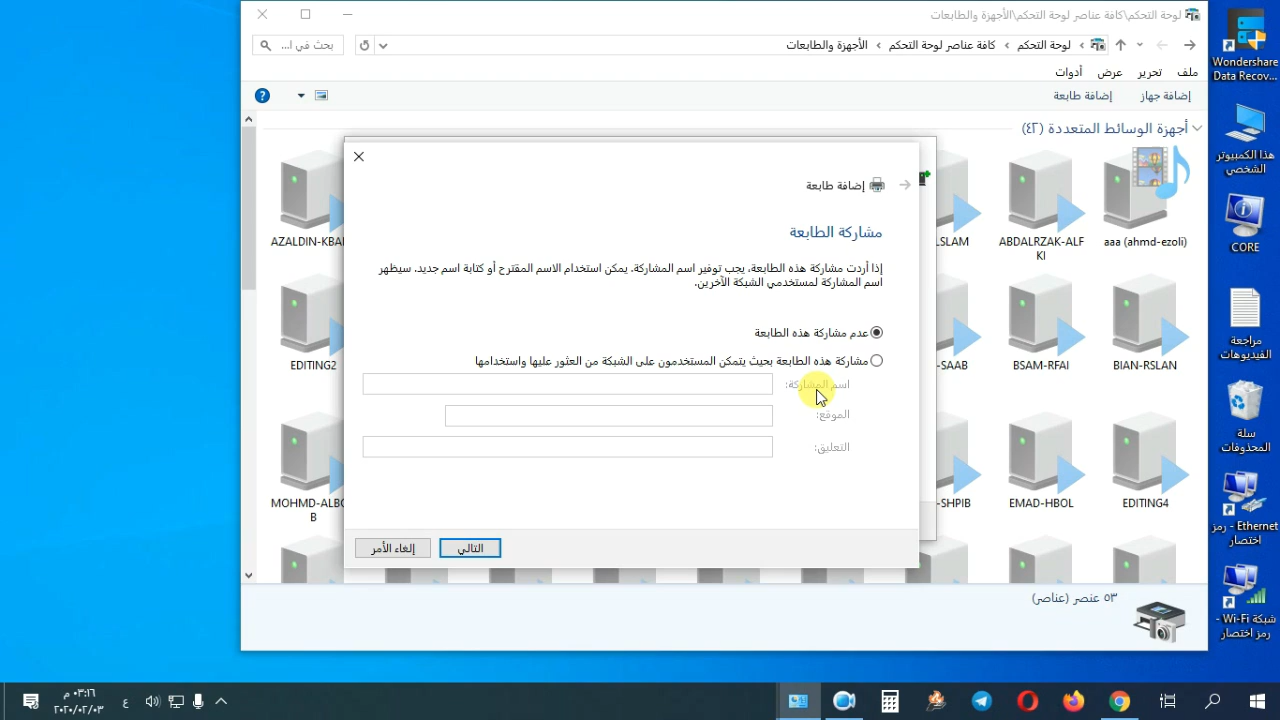 لوحة التحكم\كافة عناصر لوحة التحكم\الأجهزة والطابعات
لوحة التحكم
كافة عناصر لوحة التحكم
الأجهزة والطابعات
بحث في ا...
ملف
تحرير
عرض
أدوات
إضافة جهاز
إضافة طابعة
أجهزة الوسائط المتعددة (٤٢)
إضافة طابعة
مشاركة الطابعة
إذا أردت مشاركة هذه الطابعة، يجب توفير اسم المشاركة. يمكن استخدام الاسم المقترح أو كتابة اسم جديد. سيظهر
اسم المشاركة لمستخدمي الشبكة الآخرين.
عدم مشاركة هذه الطابعة
مشاركة هذه الطابعة بحيث يتمكن المستخدمون على الشبكة من العثور عليها واستخدامها
اسم المشاركة:
الموقع:
التعليق:
التالي
إلغاء الأمر
aaa (ahmd-ezoli)
ABDALRZAK-ALF
KI
LSLAM
AZALDIN-KBA
BIAN-RSLAN
BSAM-RFAI
-SAAB
EDITING2
EDITING4
EMAD-HBOL
-SHPIB
MOHMD-ALBO
B
٥٣ عنصر (عناصر)
Wondershare
Data Recov...
هذا الكمبيوتر
الشخصي
CORE
مراجعة
الفيديوهات
سلة
المحذوفات
Ethernet - رمز
اختصار
شبكة Wi-Fi -
رمز اختصار
ع
٠٣:١٦ م
٢٠٢٠/٠٢/٠٣